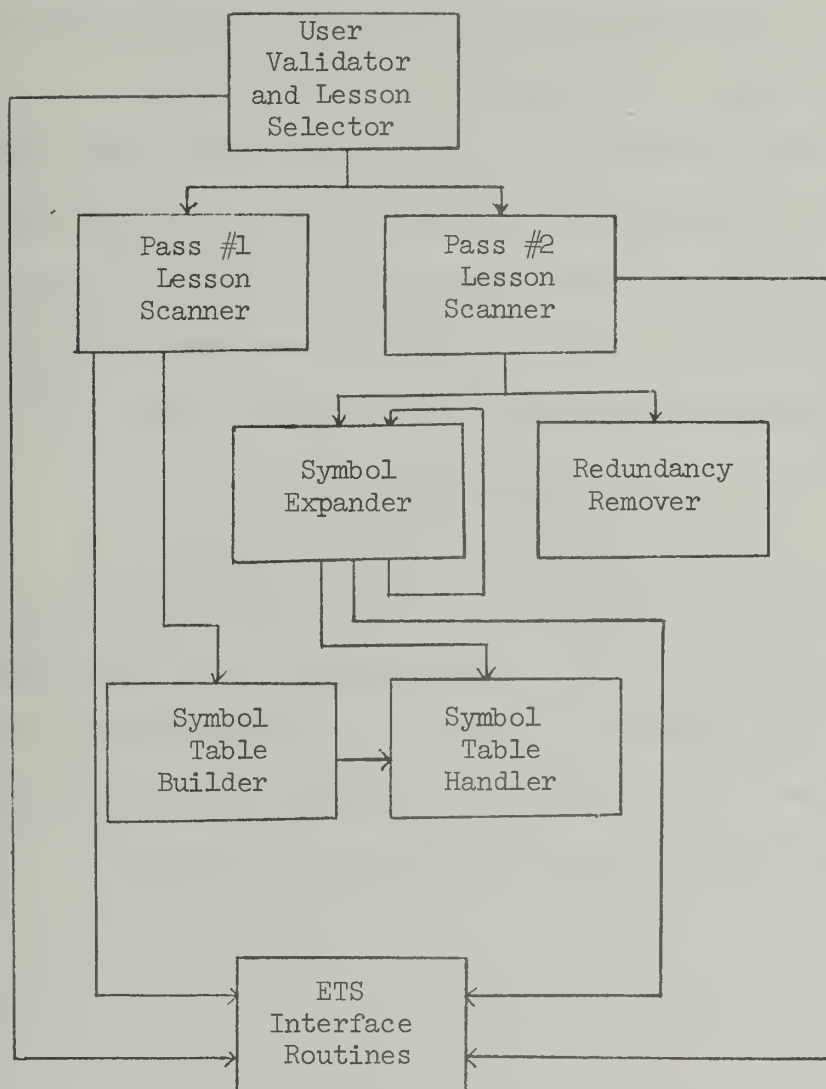 User
Validator
and Lesson
Selector
Pass #1
Lesson
Scanner
Pass #2
Lesson
Scanner
Symbol
Expander
Redundancy
Remover
Symbol
Table
Builder
Symbol
Table
Handler
ETS
Interface
Routines